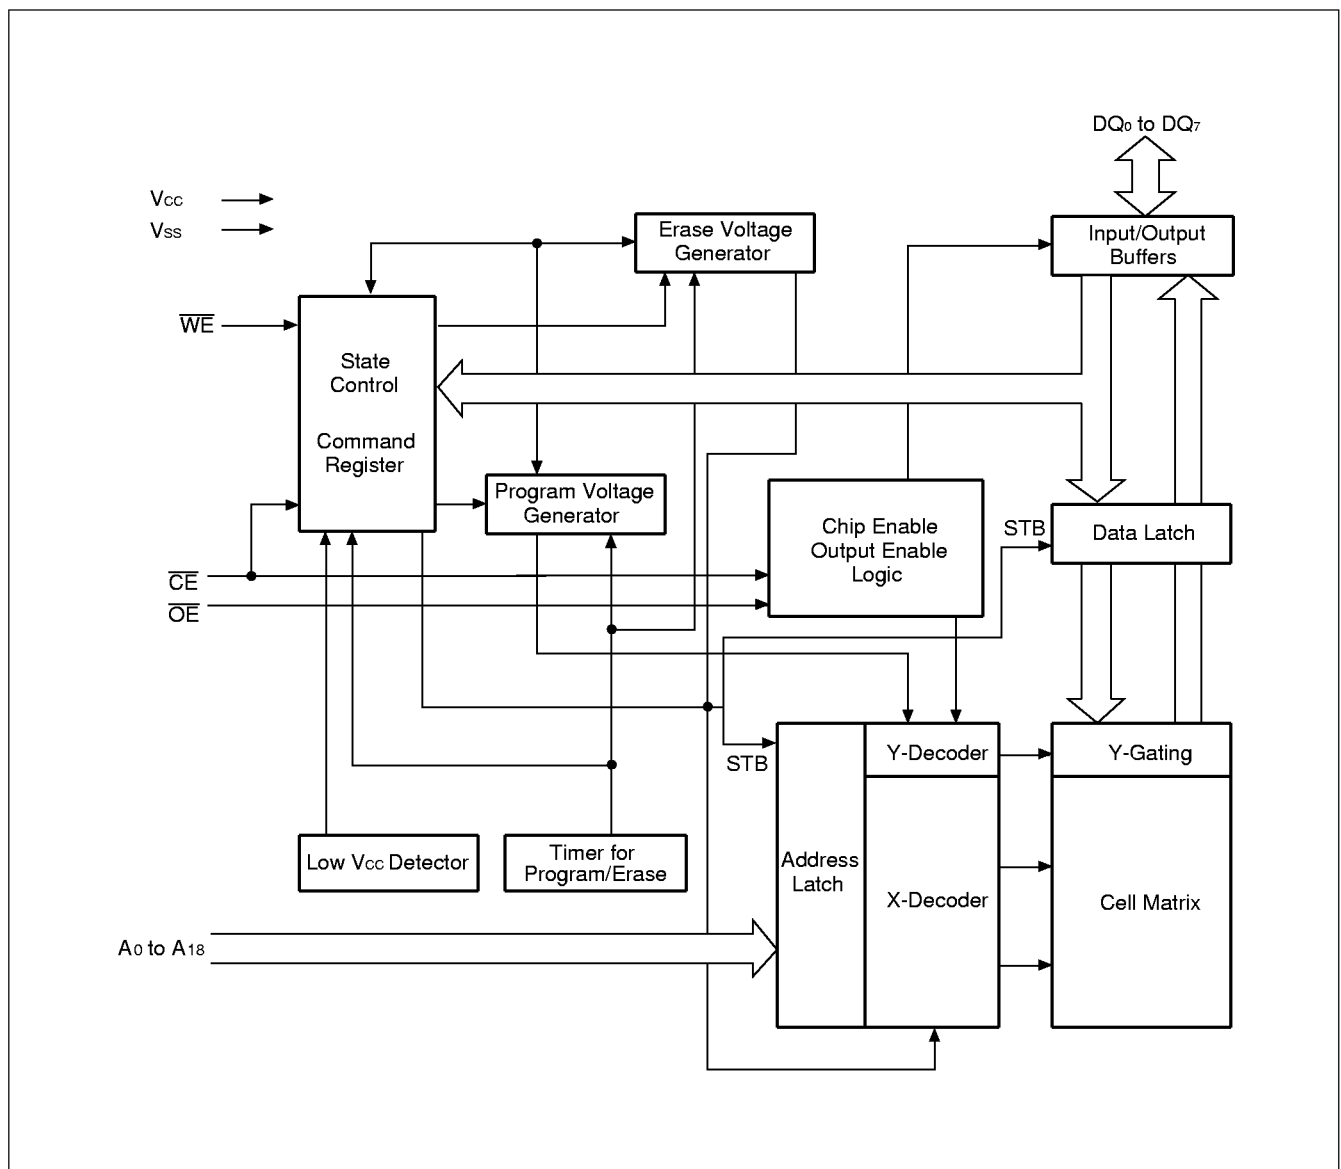 DQ0 to DQ7
VCC
VSS
Erase Voltage
Generator
Input/Output
Buffers
WE
State
Control
Command
Register
Program Voltage
Generator
Chip Enable
Output Enable
Logic
STB
Data Latch
CE
OE
STB
Y-Decoder
Y-Gating
Low VCC Detector
Timer for
Program/Erase
Address
Latch
X-Decoder
Cell Matrix
A0 to A18